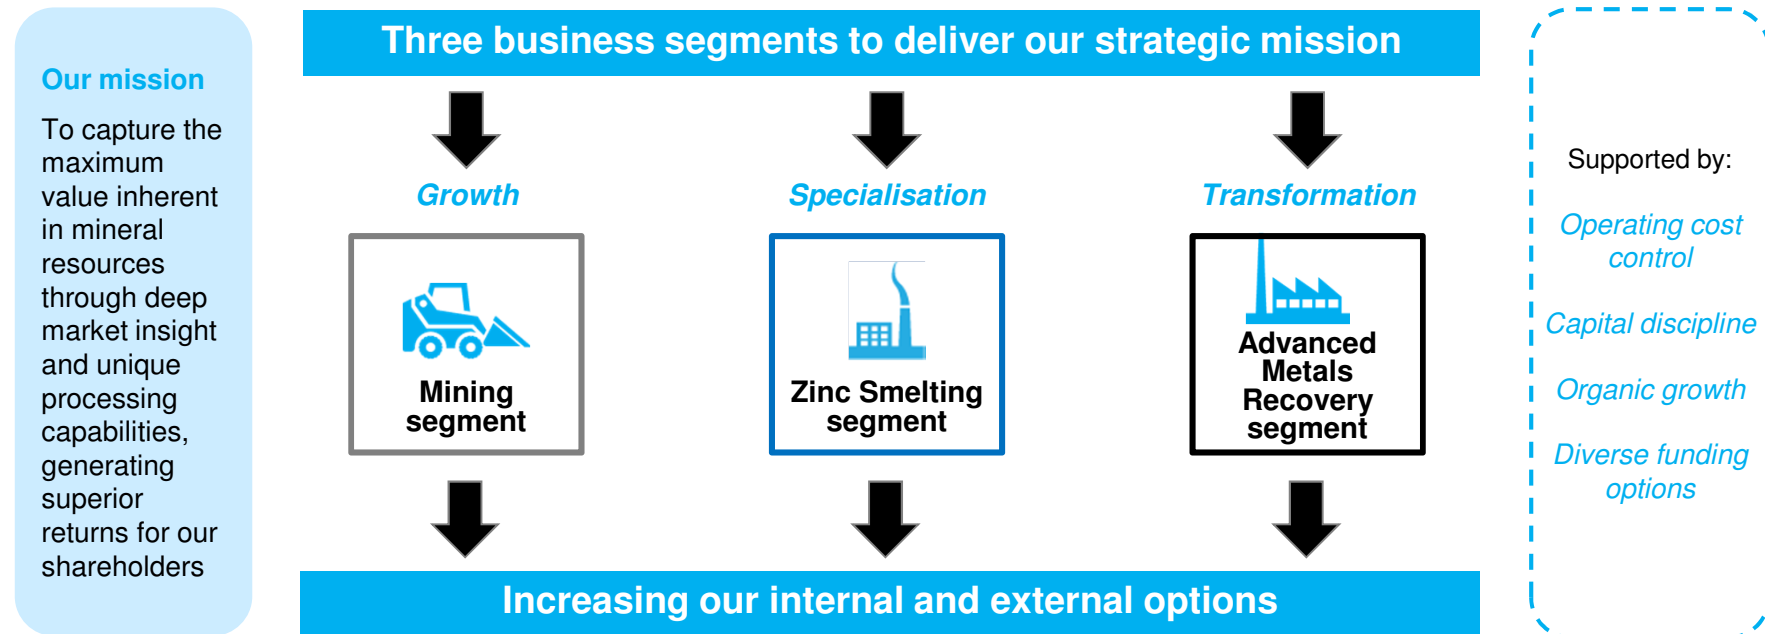 Our mission
To capture the
maximum
value inherent
in mineral
resources
through deep
market insight
and unique
processing
capabilities,
generating
superior
returns for our
shareholders
Three business segments to deliver our strategic mission
Growth
Mining
segment
Specialisation
Zinc Smelting
segment
Transformation
Advanced
Metals
Recovery
segment
Increasing our internal and external options
Supported by:
Operating cost
control
Capital discipline
Organic growth
Diverse funding
options